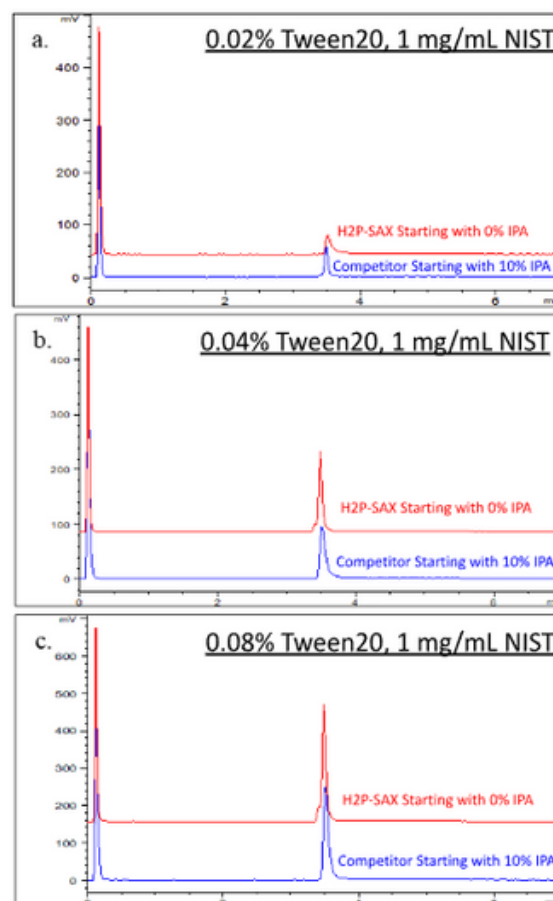 mV
a.
0.02% Tween20, 1 mg/mL NIST
400
300
200
H2P-SAX Starting with 0% IPA
100
Competitor Starting with 10% IPA
0
0 2 4 6
mV
b.
0.04% Tween20, 1 mg/mL NIST
400
300
200
H2P-SAX Starting with 0% IPA
100
Competitor Starting with 10% IPA
0
0 2 4 6
mV
c.
0.08% Tween20, 1 mg/mL NIST
600
500
400
300
H2P-SAX Starting with 0% IPA
200
100
Competitor Starting with 10% IPA
0
0 2 4 6